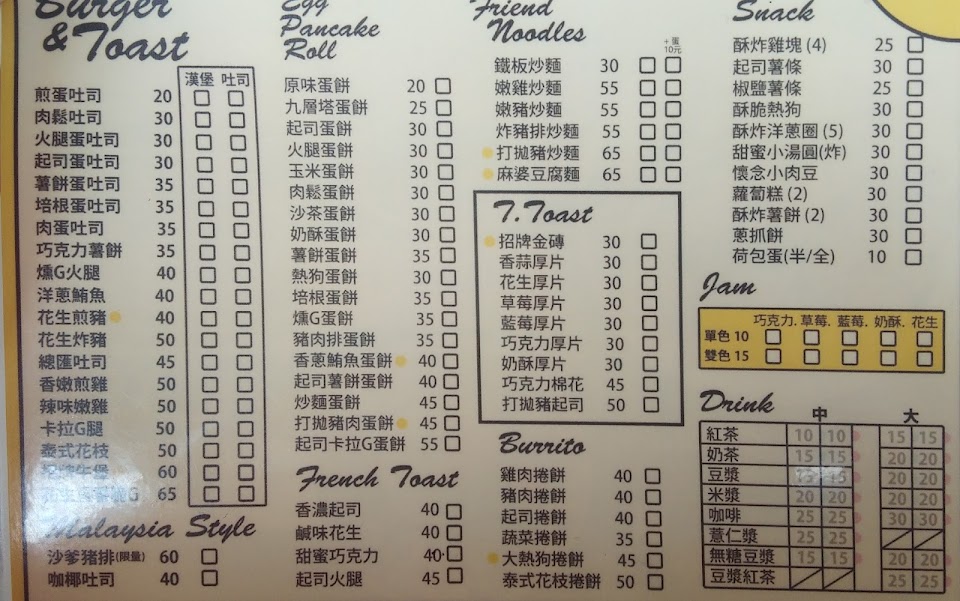 Burger
& Toast
漢堡 吐司
煎蛋吐司 20
肉鬆吐司 30
火腿蛋吐司 30
起司蛋吐司 30
薯餅蛋吐司 35
培根蛋吐司 35
肉蛋吐司 35
巧克力薯餅 35
燻G火腿 40
洋蔥鮪魚 40
花生煎豬 40
花生炸豬 40
總匯吐司 45
香嫩煎雞 50
辣味嫩雞 50
卡拉G腿 50
泰式花枝 50
60
65
Malaysia Style
沙爹豬排(限量) 60
咖椰吐司 40
Egg
Pancake
Roll
原味蛋餅 20
九層塔蛋餅 25
起司蛋餅 30
火腿蛋餅 30
玉米蛋餅 30
肉鬆蛋餅 30
沙茶蛋餅 30
奶酥蛋餅 30
薯餅蛋餅 35
熱狗蛋餅 30
培根蛋餅 35
燻G蛋餅 35
豬肉排蛋餅 35
香蔥鮪魚蛋餅 40
起司薯餅蛋餅 40
炒麵蛋餅 45
打拋豬肉蛋餅 45
起司卡拉G蛋餅 55
French Toast
香濃起司 40
鹹味花生 40
甜蜜巧克力 40
起司火腿 45
Friend
Noodles
+蛋
10元
鐵板炒麵 30
嫩雞炒麵 55
嫩豬炒麵 55
炸豬排炒麵 55
打拋豬炒麵 65
麻婆豆腐麵 65
T. Toast
招牌金磚 30
香蒜厚片 30
花生厚片 30
草莓厚片 30
藍莓厚片 30
巧克力厚片 30
奶酥厚片 30
巧克力棉花 45
打拋豬起司 50
Burrito
雞肉捲餅 40
豬肉捲餅 40
起司捲餅 40
蔬菜捲餅 35
大熱狗捲餅 45
泰式花枝捲餅 50
Snack
酥炸雞塊 (4) 25
起司薯條 30
椒鹽薯條 25
酥脆熱狗 30
酥炸洋蔥圈 (5) 30
甜蜜小湯圓(炸) 30
懷念小肉豆 30
蘿蔔糕 (2) 30
酥炸薯餅 (2) 30
蔥抓餅 30
荷包蛋(半/全) 10
Jam
巧克力. 草莓. 藍莓. 奶酥. 花生
單色 10
雙色 15
Drink
中 大
紅茶 10 10 15 15
奶茶 15 15 20 20
豆漿 15 15 20 20
米漿 20 20 20 20
咖啡 25 25 30 30
薏仁漿 25 25
無糖豆漿 15 15 20 20
豆漿紅茶 25 25